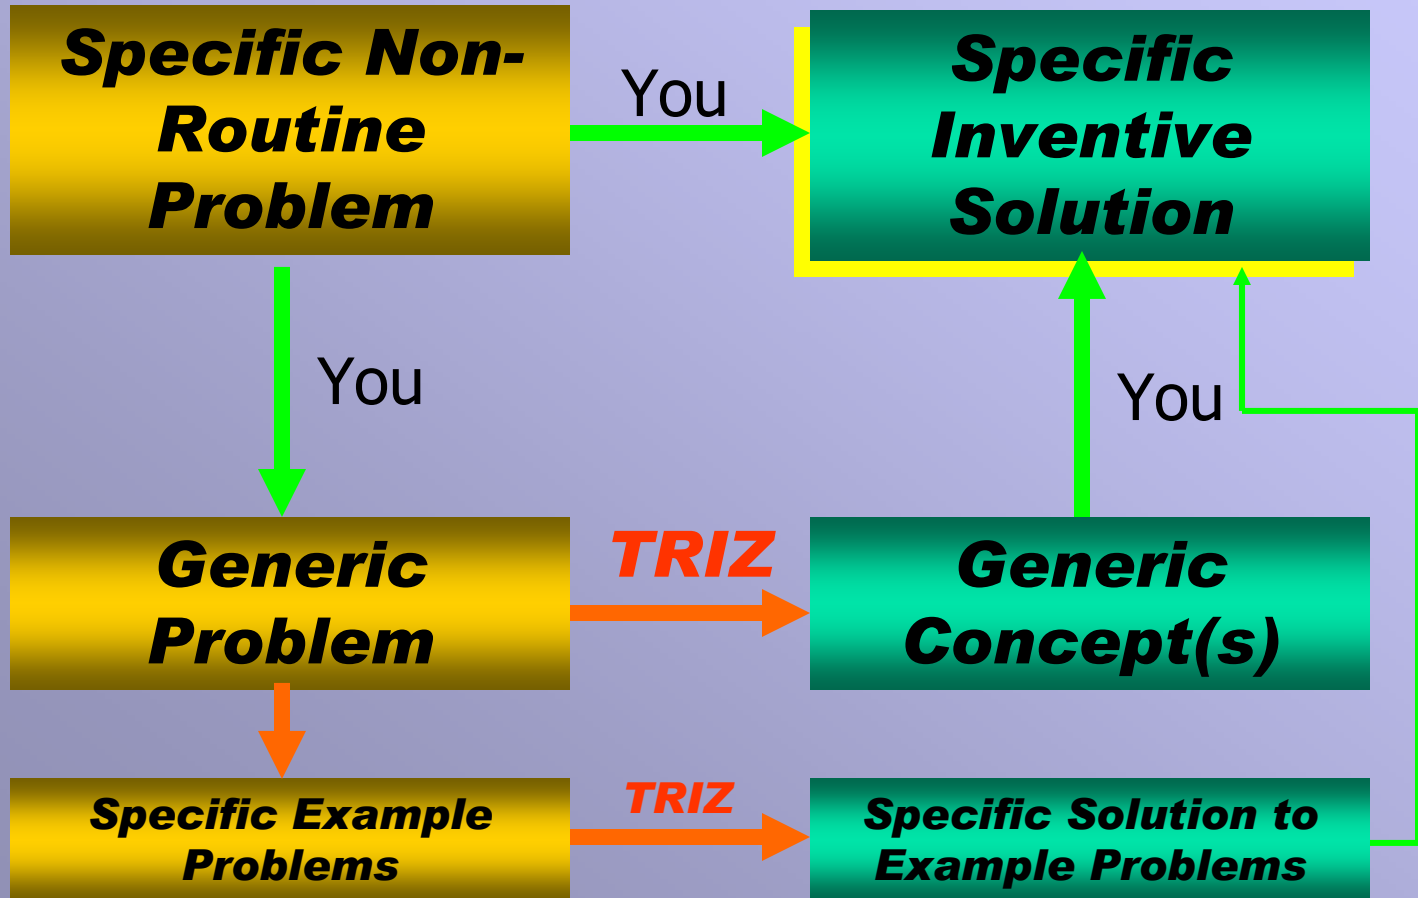 Specific Non-
Routine
Problem
You
Specific
Inventive
Solution
You
You
Generic
Problem
TRIZ
Generic
Concept(s)
Specific Example
Problems
TRIZ
Specific Solution to
Example Problems